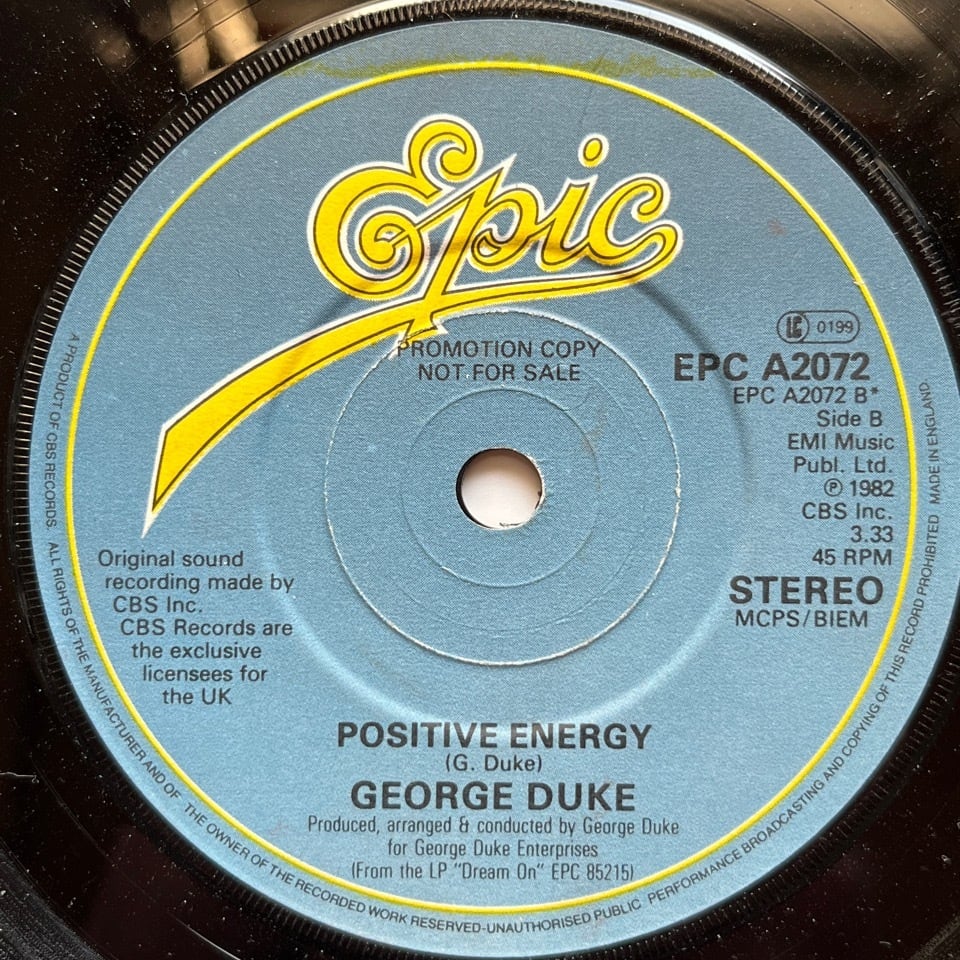 Epic
PROMOTION COPY
NOT FOR SALE
LC 0199
EPC A2072
EPC A2072 B*
Side B
EMI Music
Publ. Ltd.
℗ 1982
CBS Inc.
3.33
45 RPM
STEREO
MCPS/BIEM
Original sound
recording made by
CBS Inc.
CBS Records are
the exclusive
licensees for
the UK
POSITIVE ENERGY
(G. Duke)
GEORGE DUKE
Produced, arranged & conducted by George Duke
for George Duke Enterprises
(From the LP "Dream On" EPC 85215)
A PRODUCT OF CBS RECORDS. ALL RIGHTS OF THE MANUFACTURER AND OF THE OWNER OF THE RECORDED WORK RESERVED-UNAUTHORISED PUBLIC PERFORMANCE BROADCASTING AND COPYING OF THIS RECORD PROHIBITED MADE IN ENGLAND